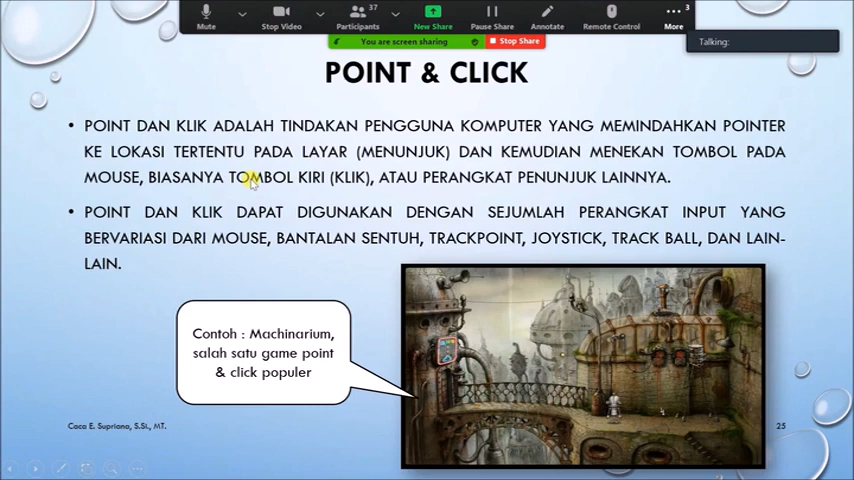 37
3
Mute
Stop Video
Participants
New Share
Pause Share
Annotate
Remote Control
More
You are screen sharing
Stop Share
Talking:
POINT & CLICK
• POINT DAN KLIK ADALAH TINDAKAN PENGGUNA KOMPUTER YANG MEMINDAHKAN POINTER
KE LOKASI TERTENTU PADA LAYAR (MENUNJUK) DAN KEMUDIAN MENEKAN TOMBOL PADA
MOUSE, BIASANYA TOMBOL KIRI (KLIK), ATAU PERANGKAT PENUNJUK LAINNYA.
• POINT DAN KLIK DAPAT DIGUNAKAN DENGAN SEJUMLAH PERANGKAT INPUT YANG
BERVARIASI DARI MOUSE, BANTALAN SENTUH, TRACKPOINT, JOYSTICK, TRACK BALL, DAN LAIN-
LAIN.
Contoh : Machinarium,
salah satu game point
& click populer
Caca E. Supriana, S.Si., MT.
25